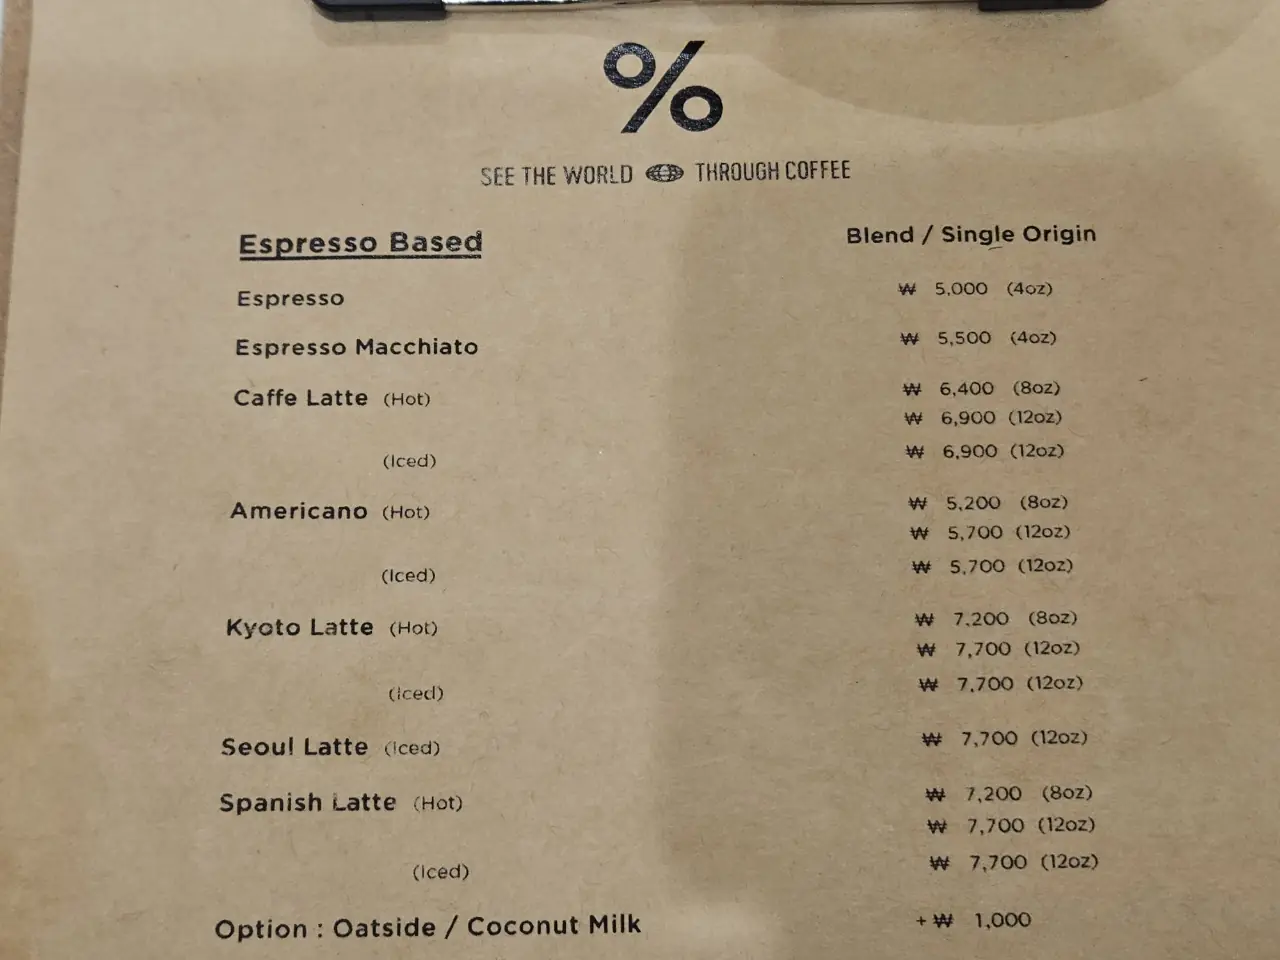 %
SEE THE WORLD THROUGH COFFEE
Espresso Based Blend / Single Origin
Espresso ₩ 5,000 (4oz)
Espresso Macchiato ₩ 5,500 (4oz)
Caffe Latte (Hot) ₩ 6,400 (8oz)
₩ 6,900 (12oz)
(Iced) ₩ 6,900 (12oz)
Americano (Hot) ₩ 5,200 (8oz)
₩ 5,700 (12oz)
(Iced) ₩ 5,700 (12oz)
Kyoto Latte (Hot) ₩ 7,200 (8oz)
₩ 7,700 (12oz)
(Iced) ₩ 7,700 (12oz)
Seoul Latte (Iced) ₩ 7,700 (12oz)
Spanish Latte (Hot) ₩ 7,200 (8oz)
₩ 7,700 (12oz)
(Iced) ₩ 7,700 (12oz)
Option : Oatside / Coconut Milk + ₩ 1,000